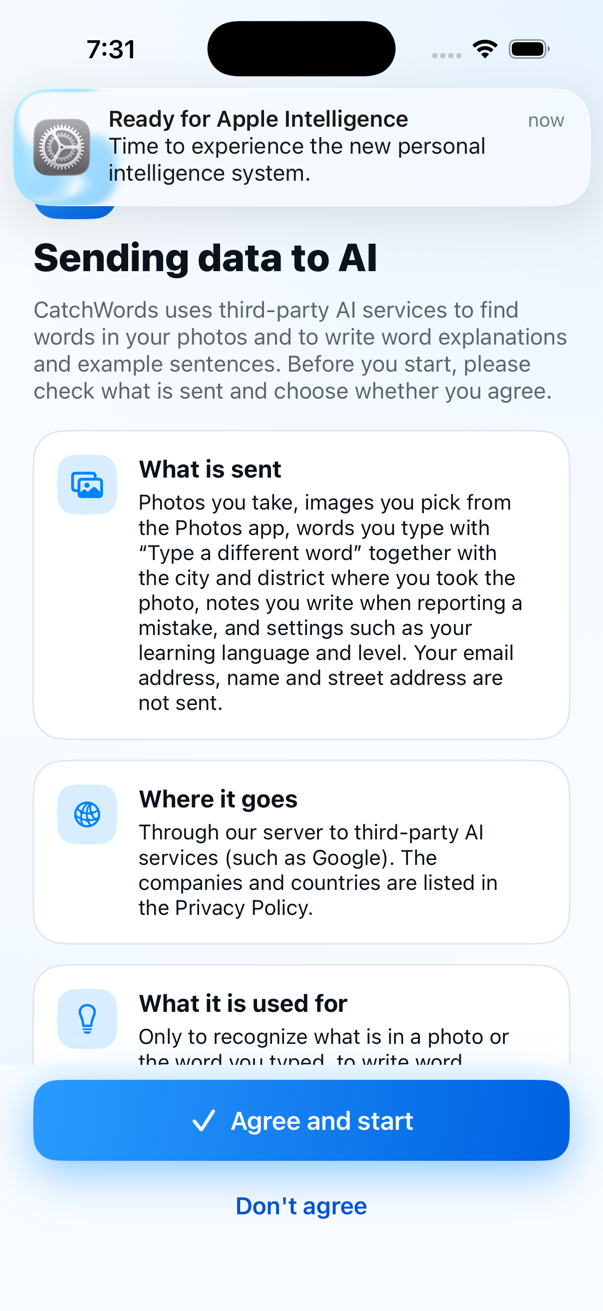 7:31
Ready for Apple Intelligence
now
Time to experience the new personal
intelligence system.
Sending data to AI
CatchWords uses third-party AI services to find
words in your photos and to write word explanations
and example sentences. Before you start, please
check what is sent and choose whether you agree.
What is sent
Photos you take, images you pick from
the Photos app, words you type with
“Type a different word” together with
the city and district where you took the
photo, notes you write when reporting a
mistake, and settings such as your
learning language and level. Your email
address, name and street address are
not sent.
Where it goes
Through our server to third-party AI
services (such as Google). The
companies and countries are listed in
the Privacy Policy.
What it is used for
Only to recognize what is in a photo or
the word you typed, to write word
Agree and start
Don't agree